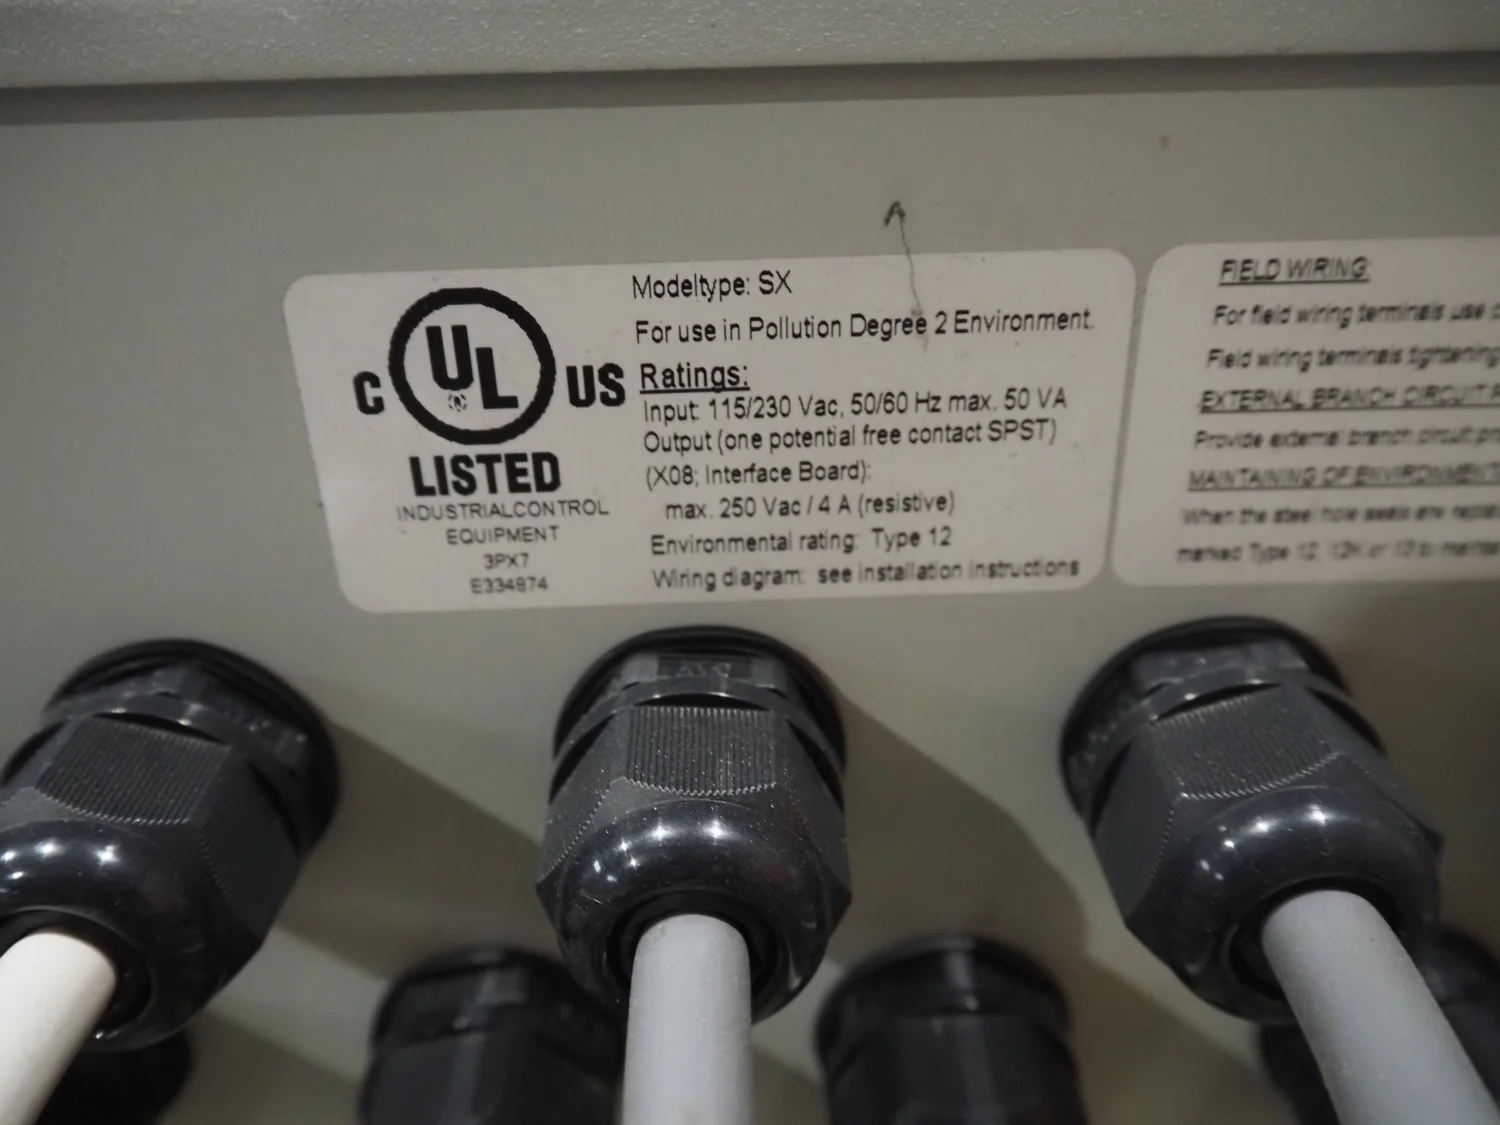 C UL US
LISTED
INDUSTRIALCONTROL
EQUIPMENT
3PX7
E334874
Modeltype: SX
For use in Pollution Degree 2 Environment.
Ratings:
Input: 115/230 Vac, 50/60 Hz max. 50 VA
Output (one potential free contact SPST)
(X08; Interface Board):
max. 250 Vac / 4 A (resistive)
Environmental rating: Type 12
Wiring diagram: see installation instructions
FIELD WIRING:
For field wiring terminals use
Field wiring terminals tightening
EXTERNAL BRANCH CIRCUIT
Provide external branch circuit
MAINTAINING OF
When the steel hole seals are
marked Type 12,